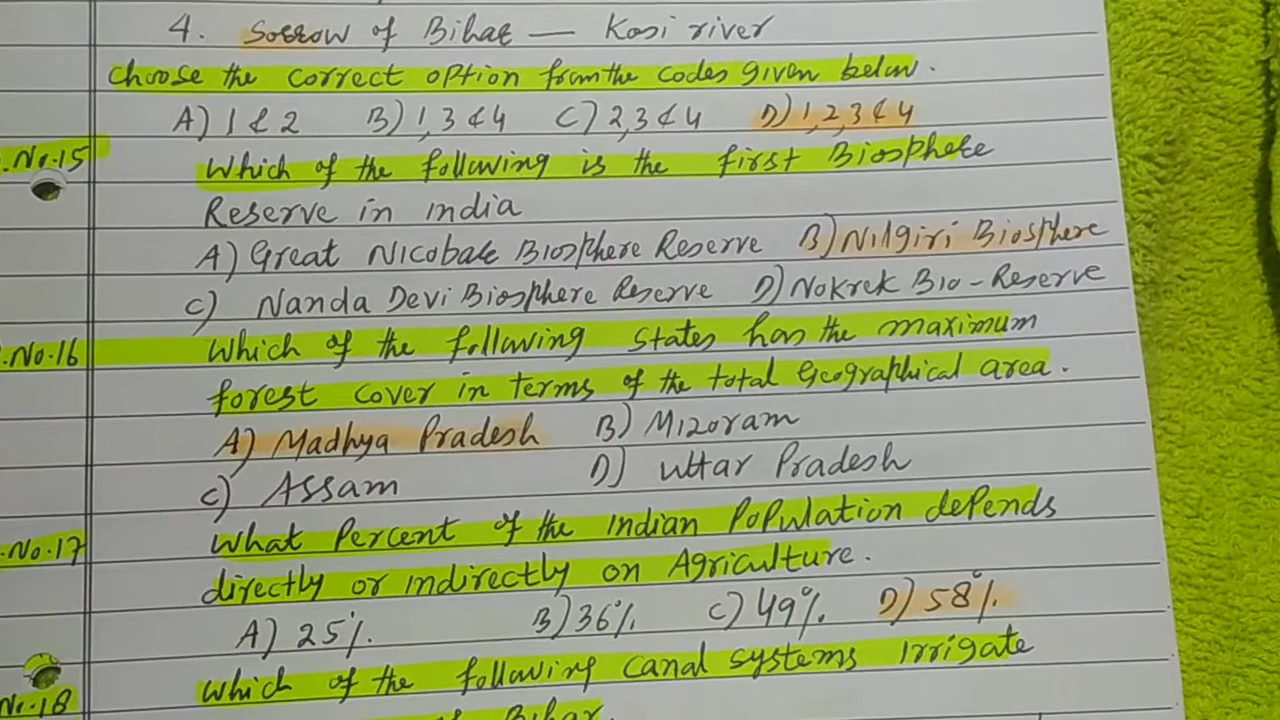 4. Sorrow of Bihar — Kosi river
Choose the correct option from the codes given below.
A) 1 & 2 B) 1, 3 & 4 C) 2, 3 & 4 D) 1, 2, 3 & 4
.No.15 Which of the following is the first Biosphere
Reserve in india
A) Great Nicobar Biosphere Reserve B) Nilgiri Biosphere
C) Nanda Devi Biosphere Reserve D) Nokrek Bio-Reserve
.No.16 Which of the following States has the maximum
forest cover in terms of the total Geographical area.
A) Madhya Pradesh B) Mizoram
C) Assam D) Uttar Pradesh
.No.17 What Percent of the Indian Population depends
directly or indirectly on Agriculture.
A) 25%. B) 36% C) 49% D) 58%
No.18 Which of the following canal systems Irrigate
Bihar.